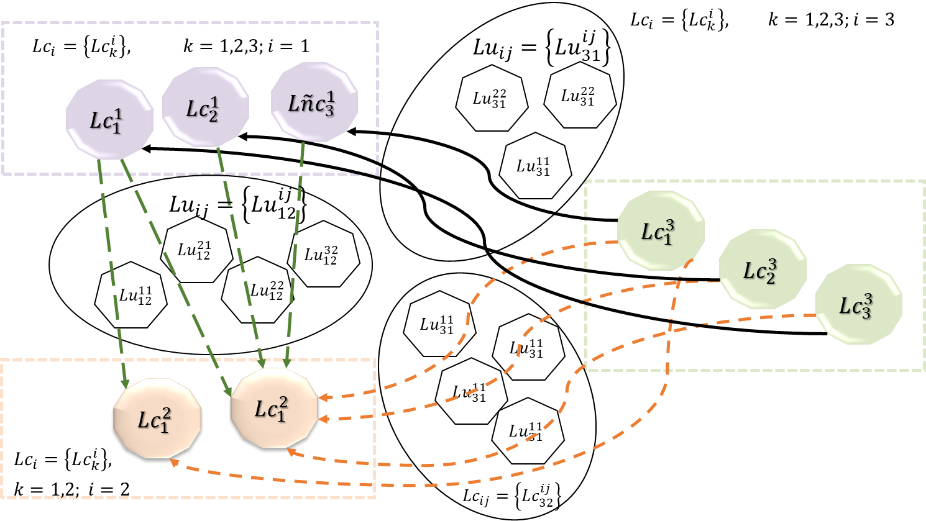 Lc_i = {Lc_k^i}, k = 1,2,3; i = 1
Lc_1^1
Lc_2^1
Lñc_3^1
Lu_ij = {Lu_31^ij}
Lu_31^22
Lu_31^22
Lu_31^11
Lc_i = {Lc_k^i}, k = 1,2,3; i = 3
Lc_1^3
Lc_2^3
Lc_3^3
Lu_ij = {Lu_12^ij}
Lu_12^11
Lu_12^21
Lu_12^22
Lu_12^32
Lu_31^11
Lu_31^11
Lu_31^11
Lu_31^11
Lc_ij = {Lc_32^ij}
Lc_1^2
Lc_1^2
Lc_i = {Lc_k^i},
k = 1,2; i = 2